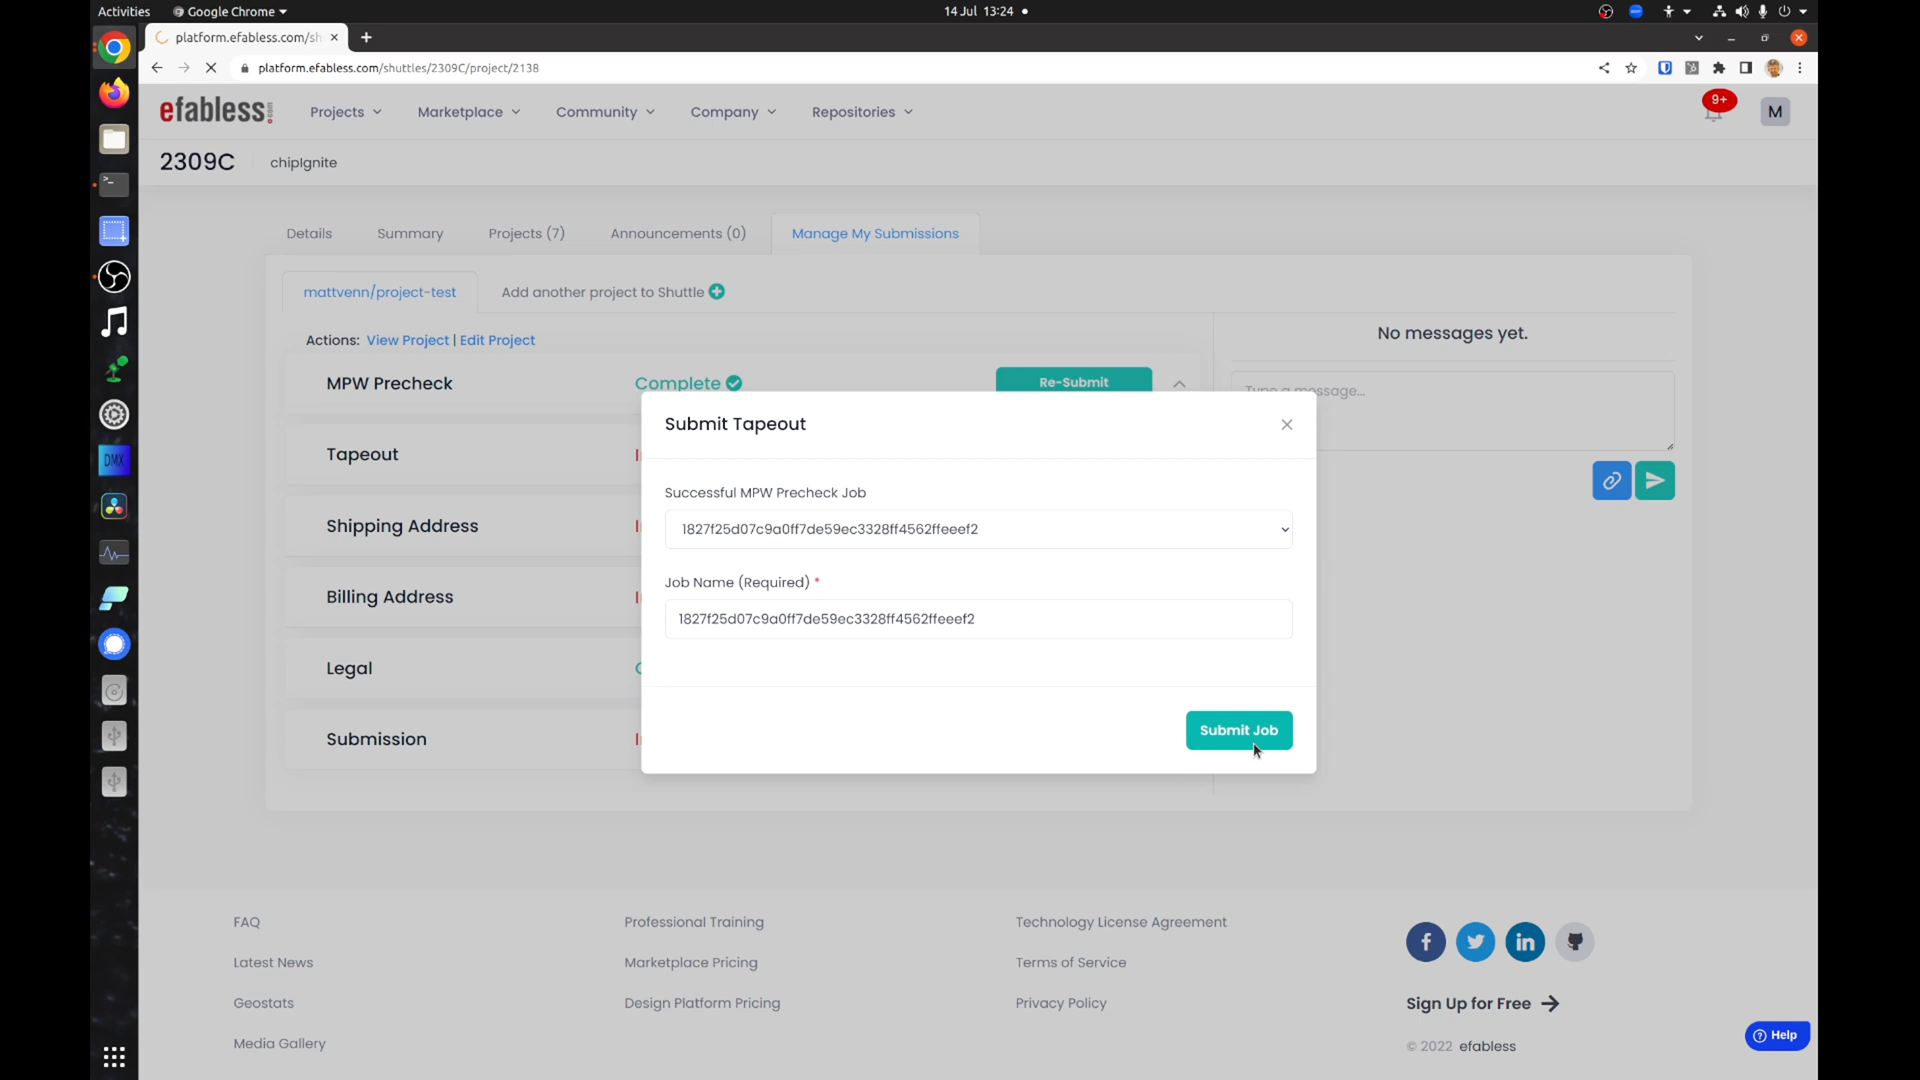 Activities
Google Chrome
14 Jul 13:24
platform.efabless.com/sh
platform.efabless.com/shuttles/2309C/project/2138
efabless
.com
Projects
Marketplace
Community
Company
Repositories
9+
M
2309C
chipIgnite
Details
Summary
Projects (7)
Announcements (0)
Manage My Submissions
mattvenn/project-test
Add another project to Shuttle
Actions: View Project | Edit Project
No messages yet.
MPW Precheck
Complete
Re-Submit
Submit Tapeout
Tapeout
Successful MPW Precheck Job
1827f25d07c9a0ff7de59ec3328ff4562ffeeef2
Shipping Address
Job Name (Required) *
1827f25d07c9a0ff7de59ec3328ff4562ffeeef2
Billing Address
Legal
Submission
Submit Job
DMX
FAQ
Latest News
Geostats
Media Gallery
Professional Training
Marketplace Pricing
Design Platform Pricing
Technology License Agreement
Terms of Service
Privacy Policy
Sign Up for Free
© 2022 efabless
Help